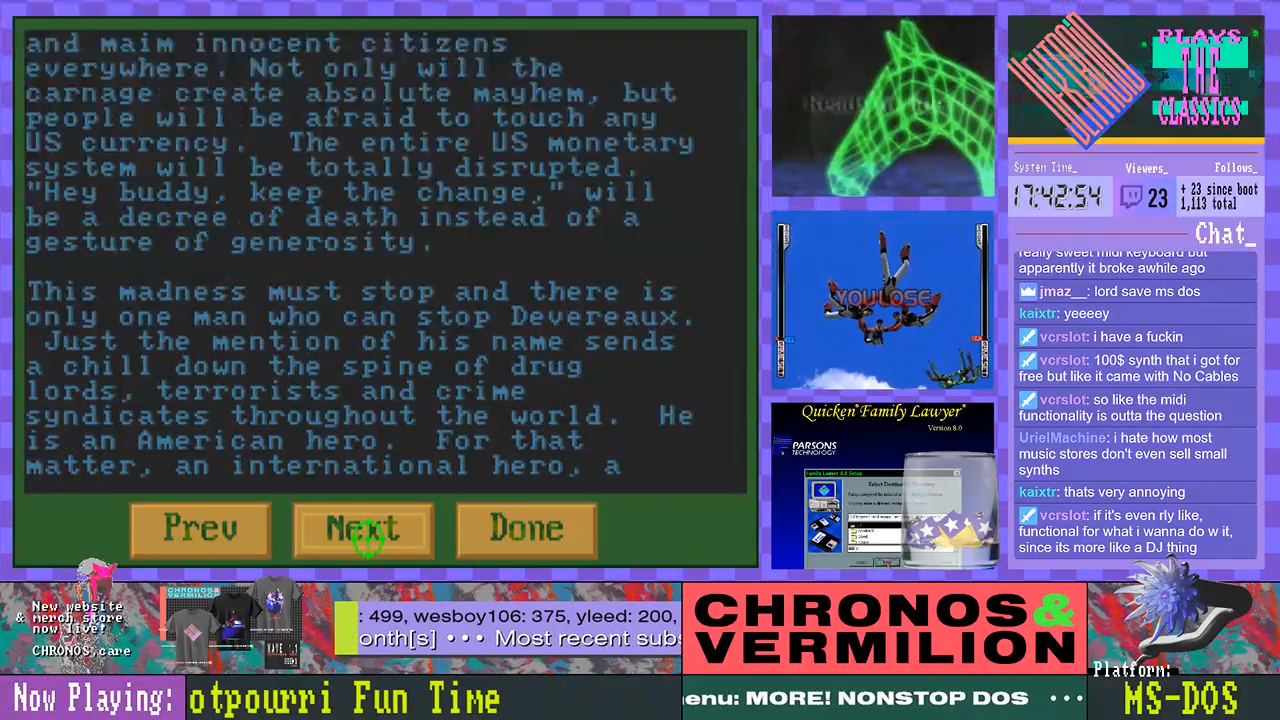 and maim innocent citizens
everywhere. Not only will the
carnage create absolute mayhem, but
people will be afraid to touch any
US currency.  The entire US monetary
system will be totally disrupted.
"Hey buddy, keep the change," will
be a decree of death instead of a
gesture of generosity.
This madness must stop and there is
only one man who can stop Devereaux.
Just the mention of his name sends
a chill down the spine of drug
lords, terrorists and crime
syndicates throughout the world.  He
is an American hero.  For that
matter, an international hero, a
Prev
Next
Done
YOU LOSE
Quicken Family Lawyer
Version 8.0
PARSONS
TECHNOLOGY
PLAYS
THE
CLASSICS
System Time_
Viewers_
Follows_
17:42:54
23
+ 23 since boot
1,113 total
Chat_
really sweet midi keyboard but
apparently it broke awhile ago
jmaz__: lord save ms dos
kaixtr: yeeeey
vcrslot: i have a fuckin
vcrslot: 100$ synth that i got for
free but like it came with No Cables
vcrslot: so like the midi
functionality is outta the question
UrielMachine: i hate how most
music stores don't even sell small
synths
kaixtr: thats very annoying
vcrslot: if it's even rly like,
functional for what i wanna do w it,
since its more like a DJ thing
New website
& merch store
now live!
CHRONOS.care
CHRONOS&
: 499, wesboy106: 375, yleed: 200,
onth[s] ••• Most recent subs
CHRONOS&
VERMILION
Platform:
MS-DOS
Now Playing:
otpourri Fun Time
enu: MORE! NONSTOP DOS •••